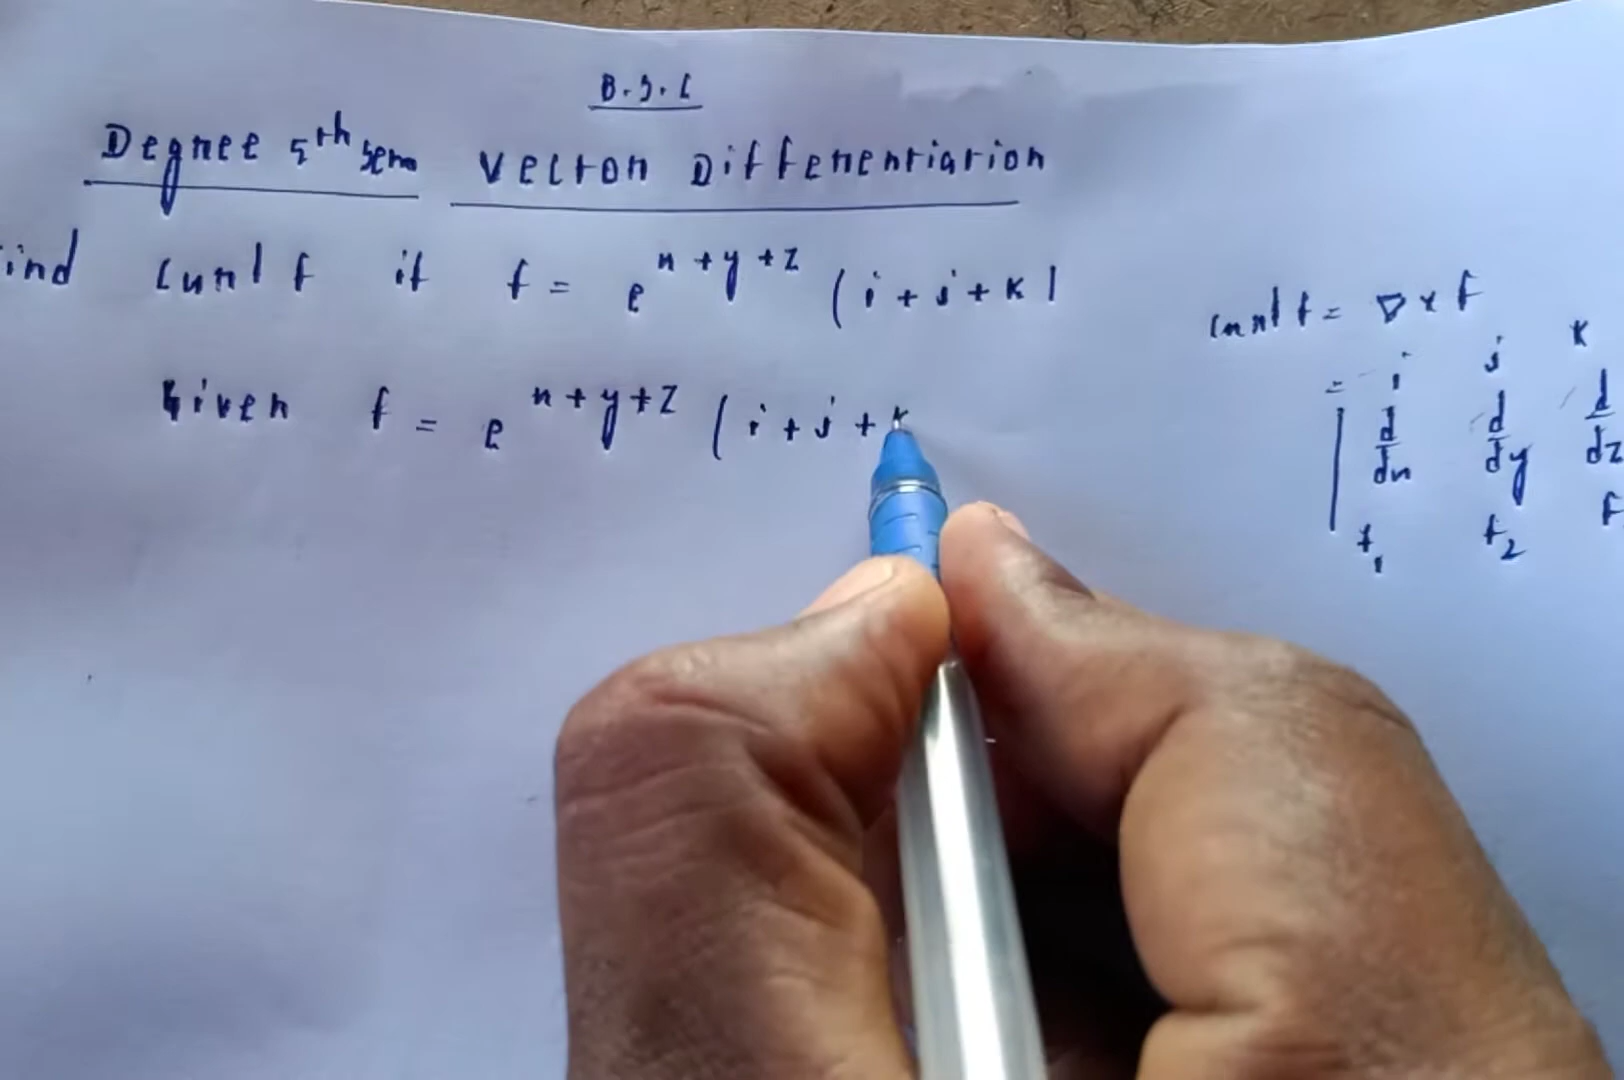 B.S.C
Degree 5th sem Vector Differentiation
ind curl f if f = e^x+y+z (i+j+k)
Given f = e^x+y+z (i+j+k
curl f = ∇ × f
= | i j k
d/dx d/dy d/dz
f1 f2 f